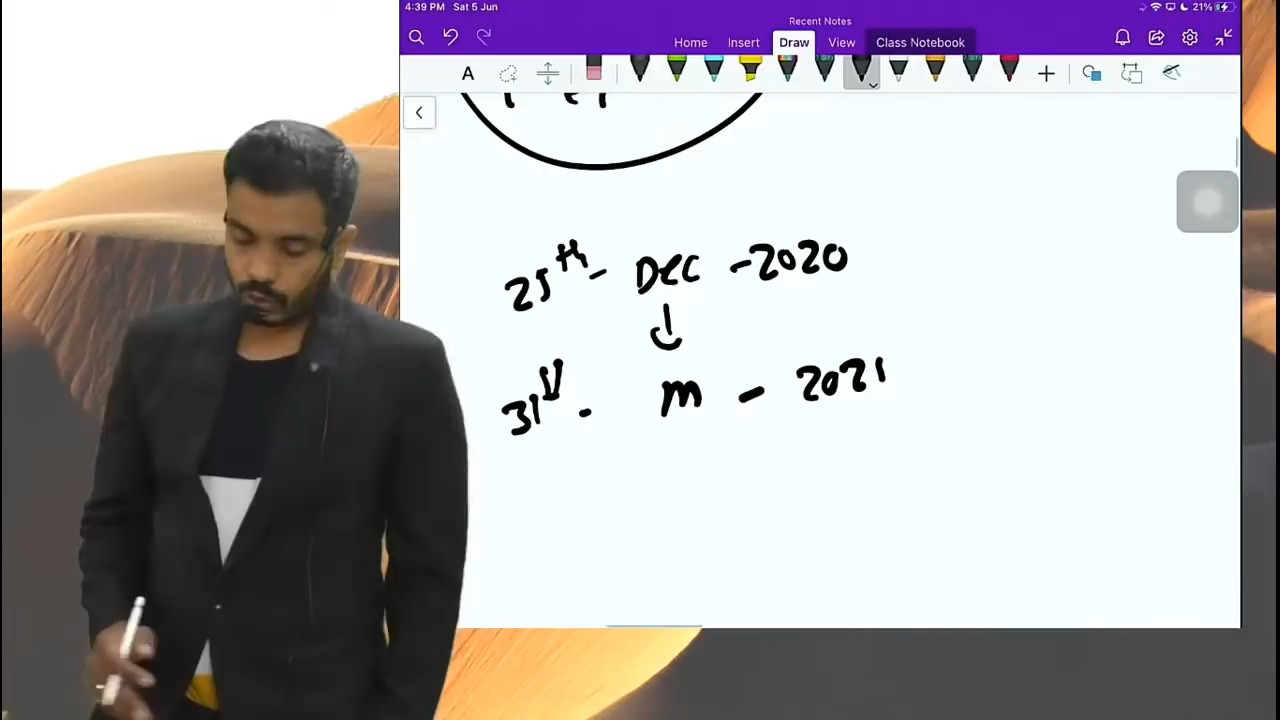 4:39 PM Sat 5 Jun
21%
Recent Notes
Home Insert Draw View Class Notebook
A
25th - Dec - 2020
31 - m - 2021